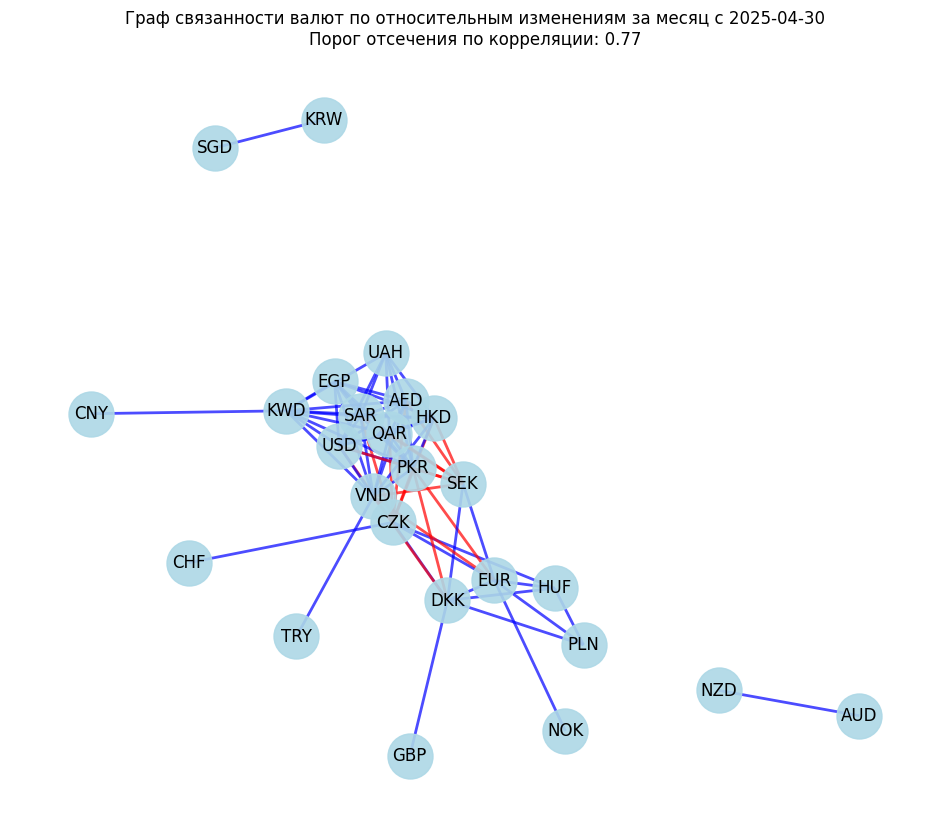 Граф связанности валют по относительным изменениям за месяц с 2025-04-30
Порог отсечения по корреляции: 0.77
KRW
SGD
UAH
EGP
AED
KWD
SAR
HKD
CNY
QAR
USD
PKR
SEK
VND
CZK
CHF
EUR
HUF
DKK
TRY
PLN
NZD
AUD
NOK
GBP